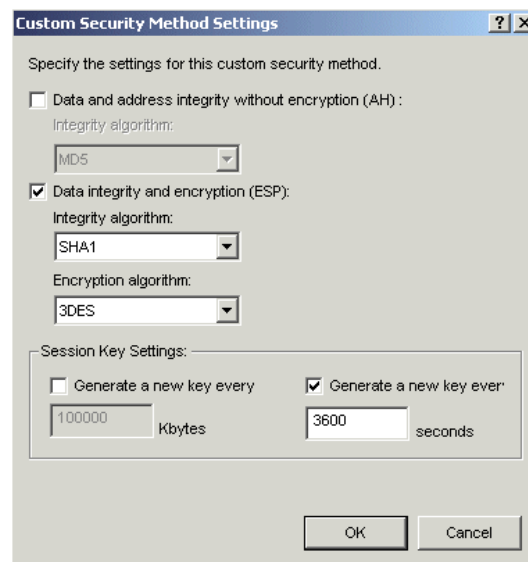 Custom Security Method Settings
Specify the settings for this custom security method.
Data and address integrity without encryption (AH) :
Integrity algorithm:
MD5
Data integrity and encryption (ESP):
Integrity algorithm:
SHA1
Encryption algorithm:
3DES
Session Key Settings:
Generate a new key every
Generate a new key ever
100000 Kbytes
3600 seconds
OK Cancel